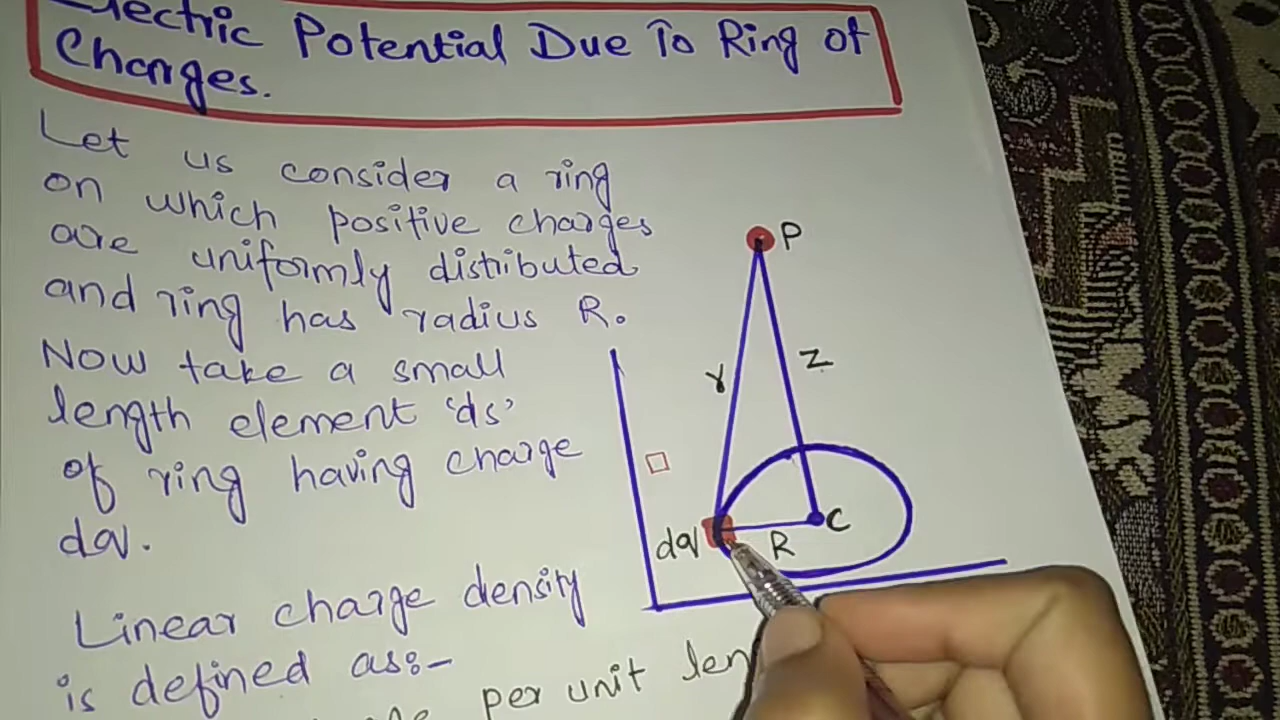 Electric Potential Due To Ring of
Charges.
Let us consider a ring
on which positive charges
are uniformly distributed
and ring has radius R.
Now take a small
length element 'ds'
of ring having charge
dq.
Linear charge density
is defined as:-
per unit len
P
r
Z
C
dq
R